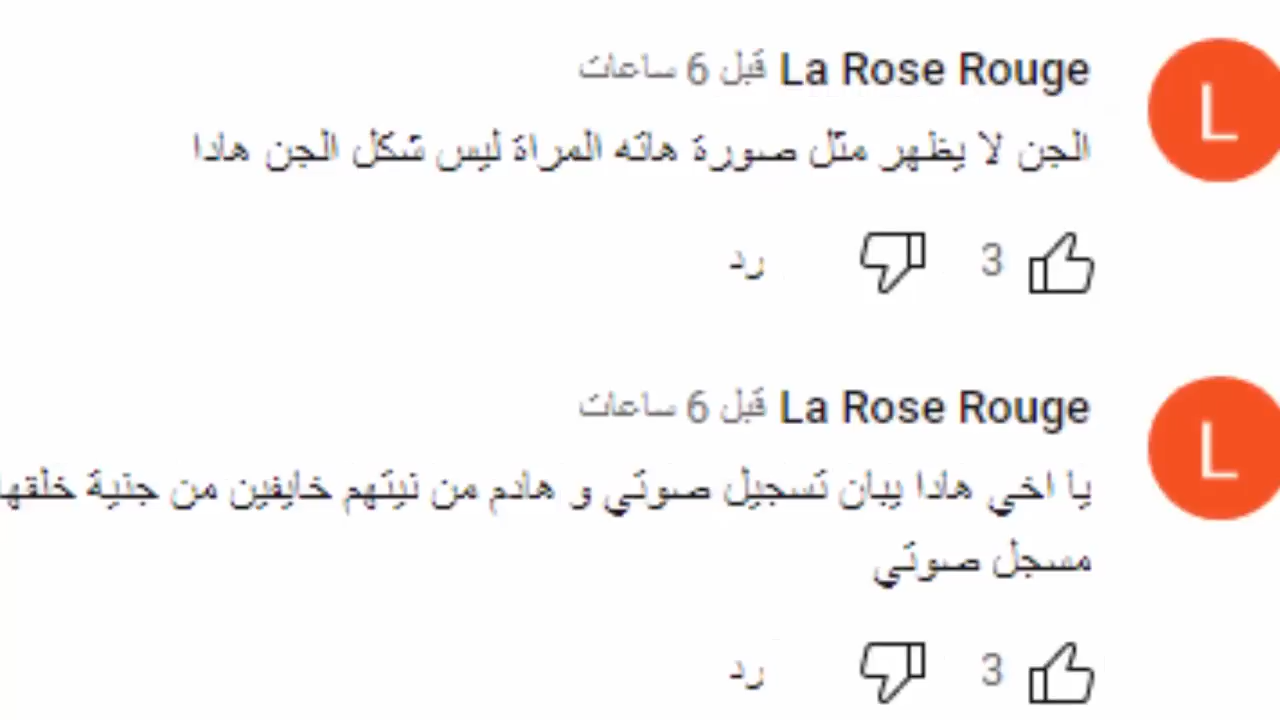 La Rose Rouge قبل 6 ساعات
L
الجن لا يظهر مثل صورة هاته المراة ليس شكل الجن هادا
3
رد
La Rose Rouge قبل 6 ساعات
L
يا اخي هادا يبان تسجيل صوتي و هادم من نيتهم خايفين من جنية خلقها
مسجل صوتي
3
رد